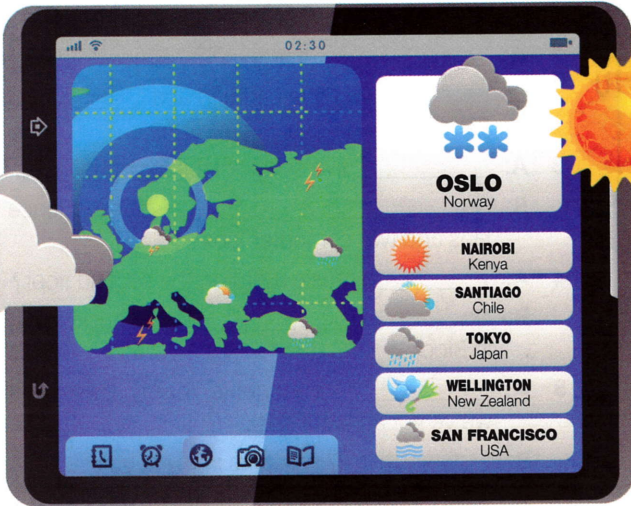 02:30
OSLO
Norway
NAIROBI
Kenya
SANTIAGO
Chile
TOKYO
Japan
WELLINGTON
New Zealand
SAN FRANCISCO
USA